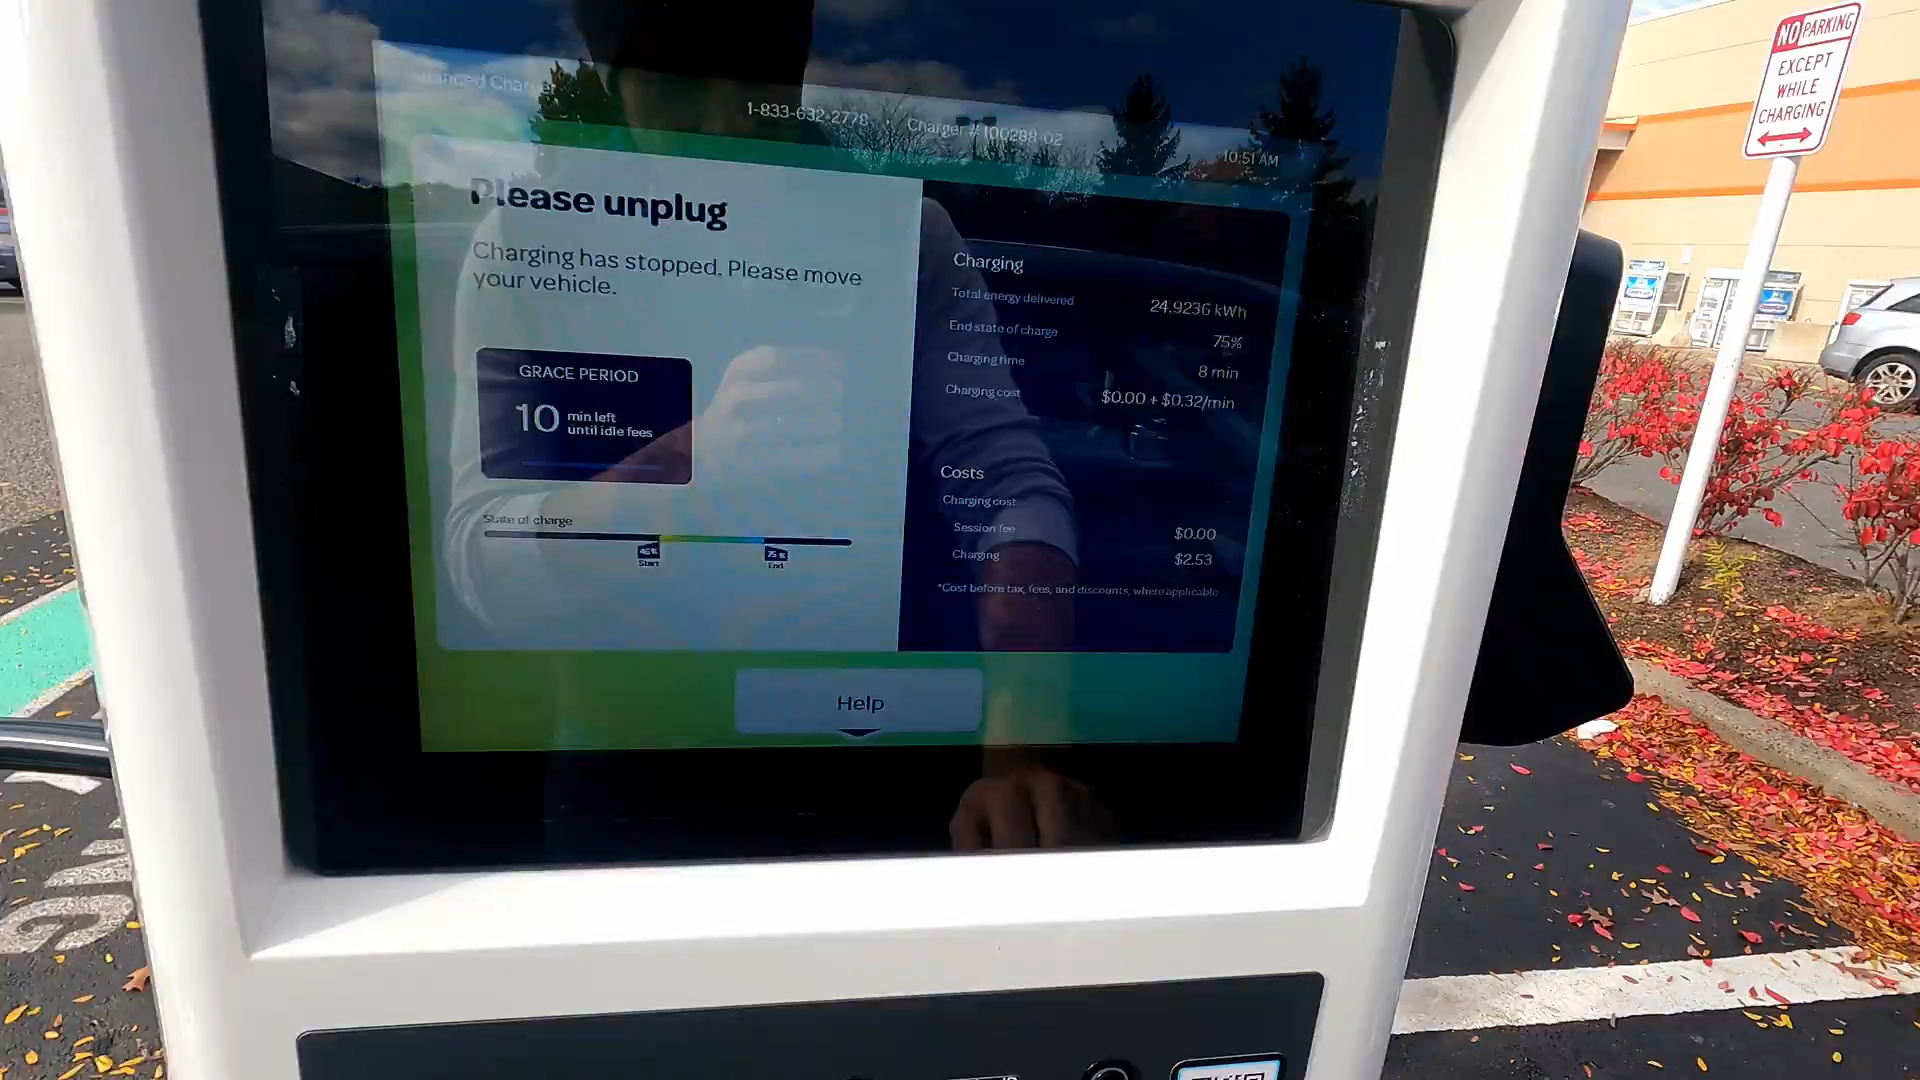 Charger
1-833-632-2778 Charger #100288-02
10:51 AM
Please unplug
Charging has stopped. Please move
your vehicle.
GRACE PERIOD
10 min left
until idle fees
State of charge
46% 75%
Start End
Charging
Total energy delivered 24.9236 kWh
End state of charge 75%
Charging time 8 min
Charging cost $0.00 + $0.32/min
Costs
Charging cost
Session fee $0.00
Charging $2.53
*Cost before tax, fees, and discounts, where applicable
Help
NO PARKING
EXCEPT
WHILE
CHARGING